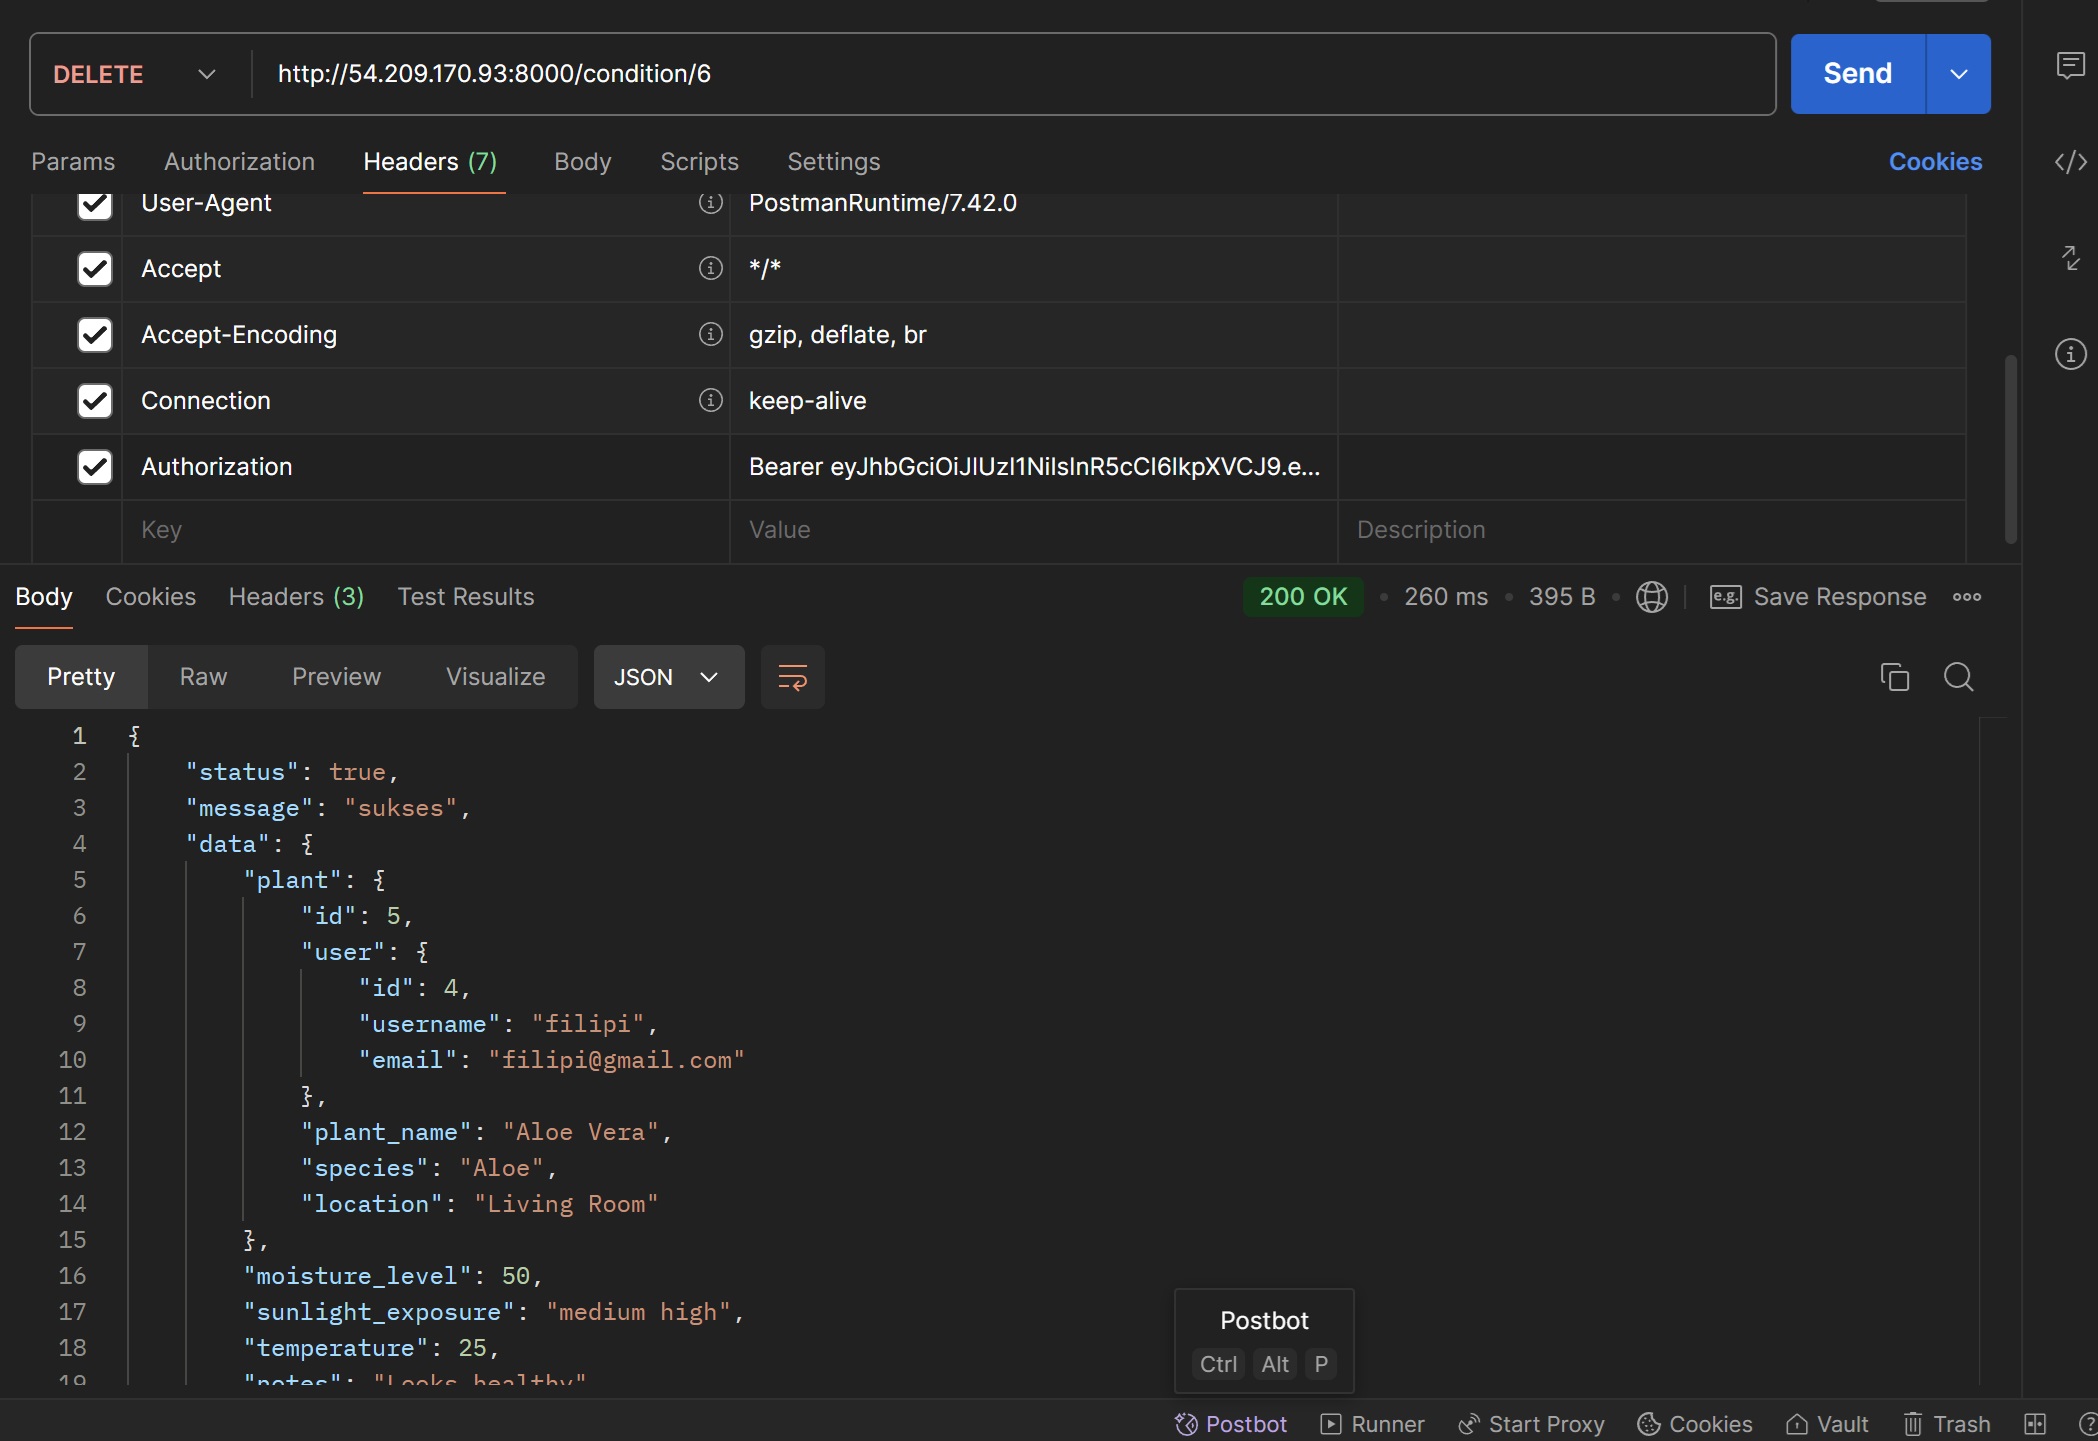 DELETE http://54.209.170.93:8000/condition/6 Send
Params Authorization Headers (7) Body Scripts Settings Cookies
User-Agent PostmanRuntime/7.42.0
Accept */*
Accept-Encoding gzip, deflate, br
Connection keep-alive
Authorization Bearer eyJhbGciOiJIUzI1NiIsInR5cCI6IkpXVCJ9.e...
Key Value Description
Body Cookies Headers (3) Test Results 200 OK • 260 ms • 395 B • e.g. Save Response
Pretty Raw Preview Visualize JSON
1 {
2 "status": true,
3 "message": "sukses",
4 "data": {
5 "plant": {
6 "id": 5,
7 "user": {
8 "id": 4,
9 "username": "filipi",
10 "email": "filipi@gmail.com"
11 },
12 "plant_name": "Aloe Vera",
13 "species": "Aloe",
14 "location": "Living Room"
15 },
16 "moisture_level": 50,
17 "sunlight_exposure": "medium high",
18 "temperature": 25,
19 "notes": "Looks healthy"
Postbot
Ctrl Alt P
Postbot Runner Start Proxy Cookies Vault Trash